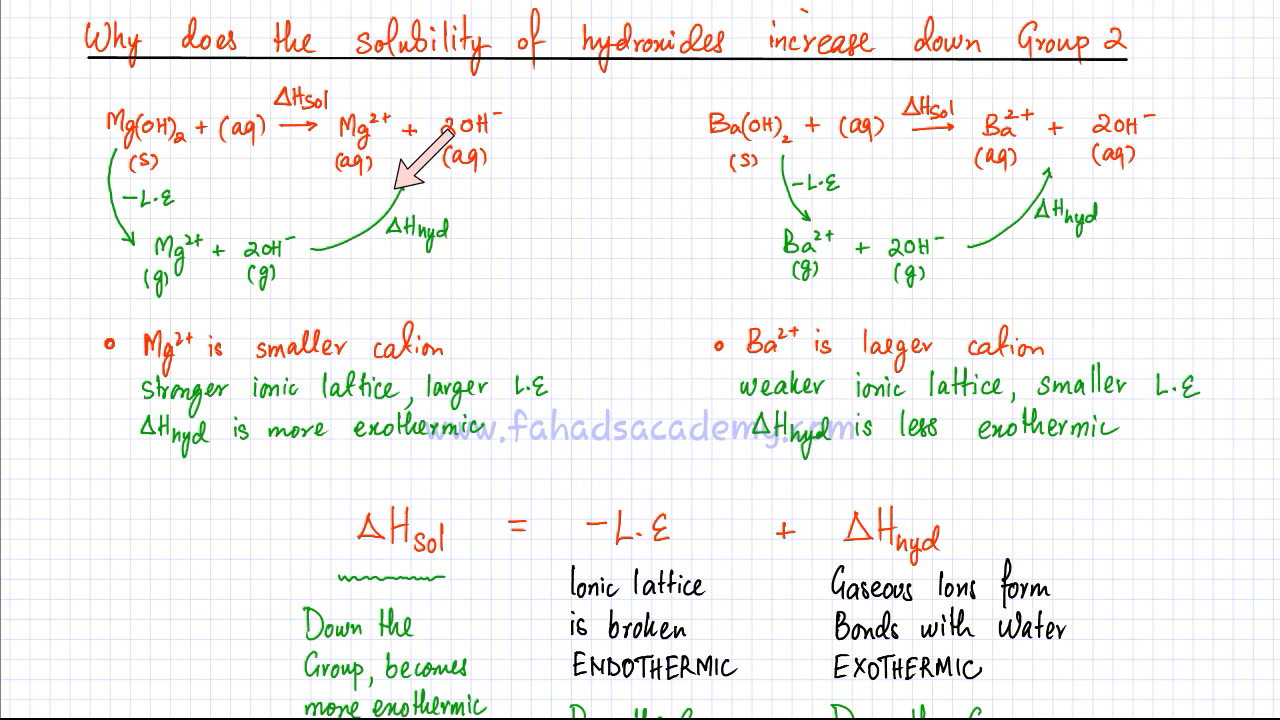 Why does the solubility of hydroxides increase down Group 2
Mg(OH)₂ + (aq) ΔHsol → Mg²⁺ + 2OH⁻
(s) (aq) (aq)
-L.E
Mg²⁺ + 2OH⁻ ΔHhyd
(g) (g)
Ba(OH)₂ + (aq) ΔHsol → Ba²⁺ + 2OH⁻
(s) (aq) (aq)
-L.E
Ba²⁺ + 2OH⁻ ΔHhyd
(g) (g)
• Mg²⁺ is smaller cation
stronger ionic lattice, larger L.E
ΔHhyd is more exothermic
• Ba²⁺ is larger cation
weaker ionic lattice, smaller L.E
ΔHhyd is less exothermic
www.fahadsacademy.com
ΔHsol = -L.E + ΔHhyd
Ionic lattice
is broken
ENDOTHERMIC
Gaseous Ions form
Bonds with Water
EXOTHERMIC
Down the
Group, becomes
more exothermic